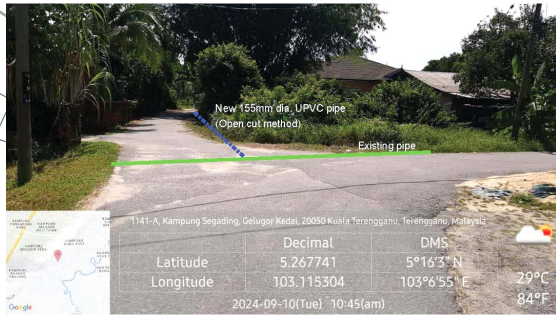 New 155mm dia. UPVC pipe
(Open cut method)
Existing pipe
1141-A, Kampung Segading, Gelugor Kedai, 20050 Kuala Terengganu, Terengganu, Malaysia
Decimal DMS
Latitude 5.267741 5°16'3" N
Longitude 103.115304 103°6'55" E
29°C
84°F
2024-09-10(Tue) 10:45(am)
Google